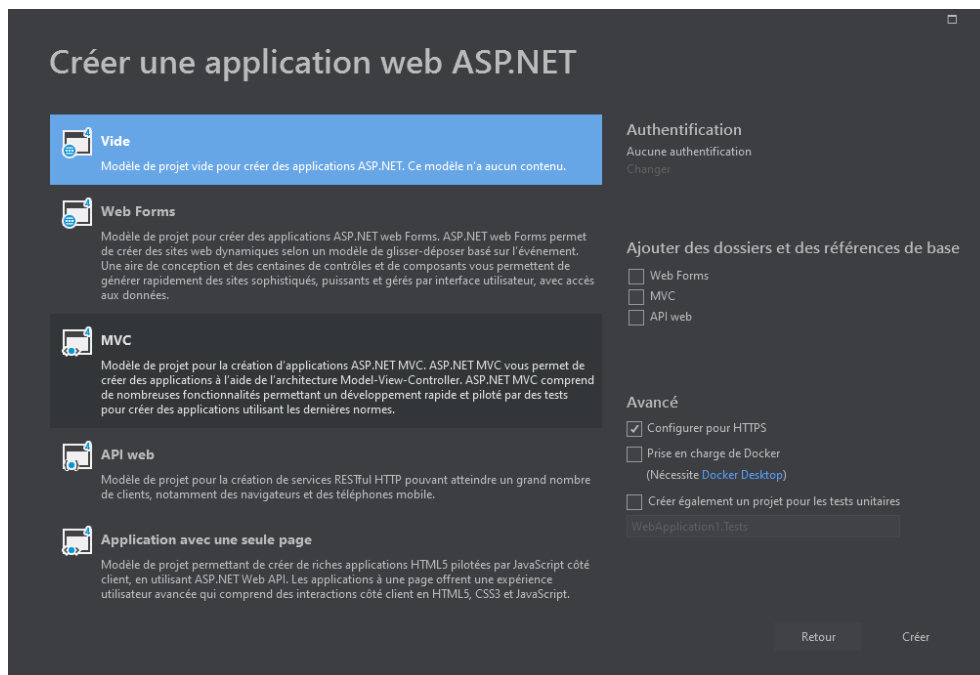 Créer une application web ASP.NET
Vide
Modèle de projet vide pour créer des applications ASP.NET. Ce modèle n'a aucun contenu.
Web Forms
Modèle de projet pour créer des applications ASP.NET web Forms. ASP.NET web Forms permet
de créer des sites web dynamiques selon un modèle de glisser-déposer basé sur l'événement.
Une aire de conception et des centaines de contrôles et de composants vous permettent de
générer rapidement des sites sophistiqués, puissants et gérés par interface utilisateur, avec accès
aux données.
MVC
Modèle de projet pour la création d'applications ASP.NET MVC. ASP.NET MVC vous permet de
créer des applications à l'aide de l'architecture Model-View-Controller. ASP.NET MVC comprend
de nombreuses fonctionnalités permettant un développement rapide et piloté par des tests
pour créer des applications utilisant les dernières normes.
API web
Modèle de projet pour la création de services RESTful HTTP pouvant atteindre un grand nombre
de clients, notamment des navigateurs et des téléphones mobile.
Application avec une seule page
Modèle de projet permettant de créer de riches applications HTML5 pilotées par JavaScript côté
client, en utilisant ASP.NET Web API. Les applications à une page offrent une expérience
utilisateur avancée qui comprend des interactions côté client en HTML5, CSS3 et JavaScript.
Authentification
Aucune authentification
Changer
Ajouter des dossiers et des références de base
Web Forms
MVC
API web
Avancé
Configurer pour HTTPS
Prise en charge de Docker
(Nécessite Docker Desktop)
Créer également un projet pour les tests unitaires
WebApplication1.Tests
Retour
Créer